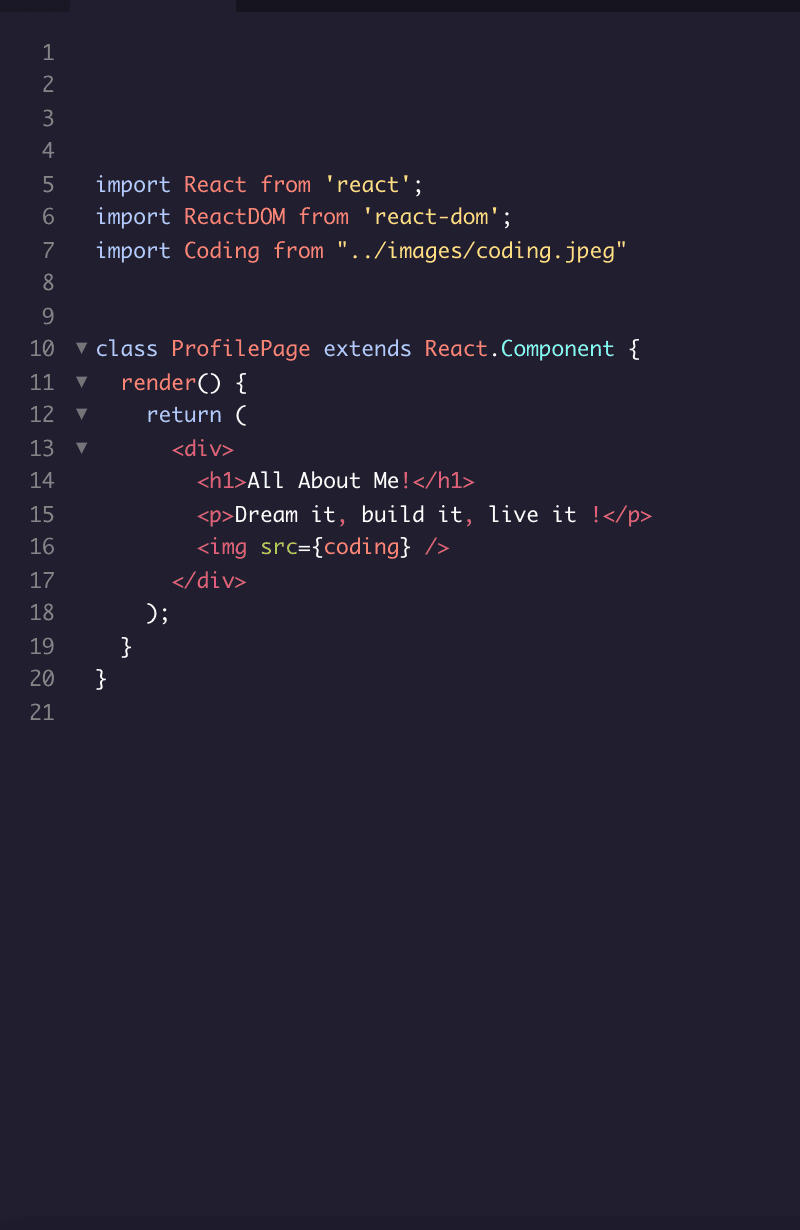 1
2
3
4
5 import React from 'react';
6 import ReactDOM from 'react-dom';
7 import Coding from "../images/coding.jpeg"
8
9
10 class ProfilePage extends React.Component {
11   render() {
12     return (
13       <div>
14         <h1>All About Me!</h1>
15         <p>Dream it, build it, live it !</p>
16         <img src={coding} />
17       </div>
18     );
19   }
20 }
21